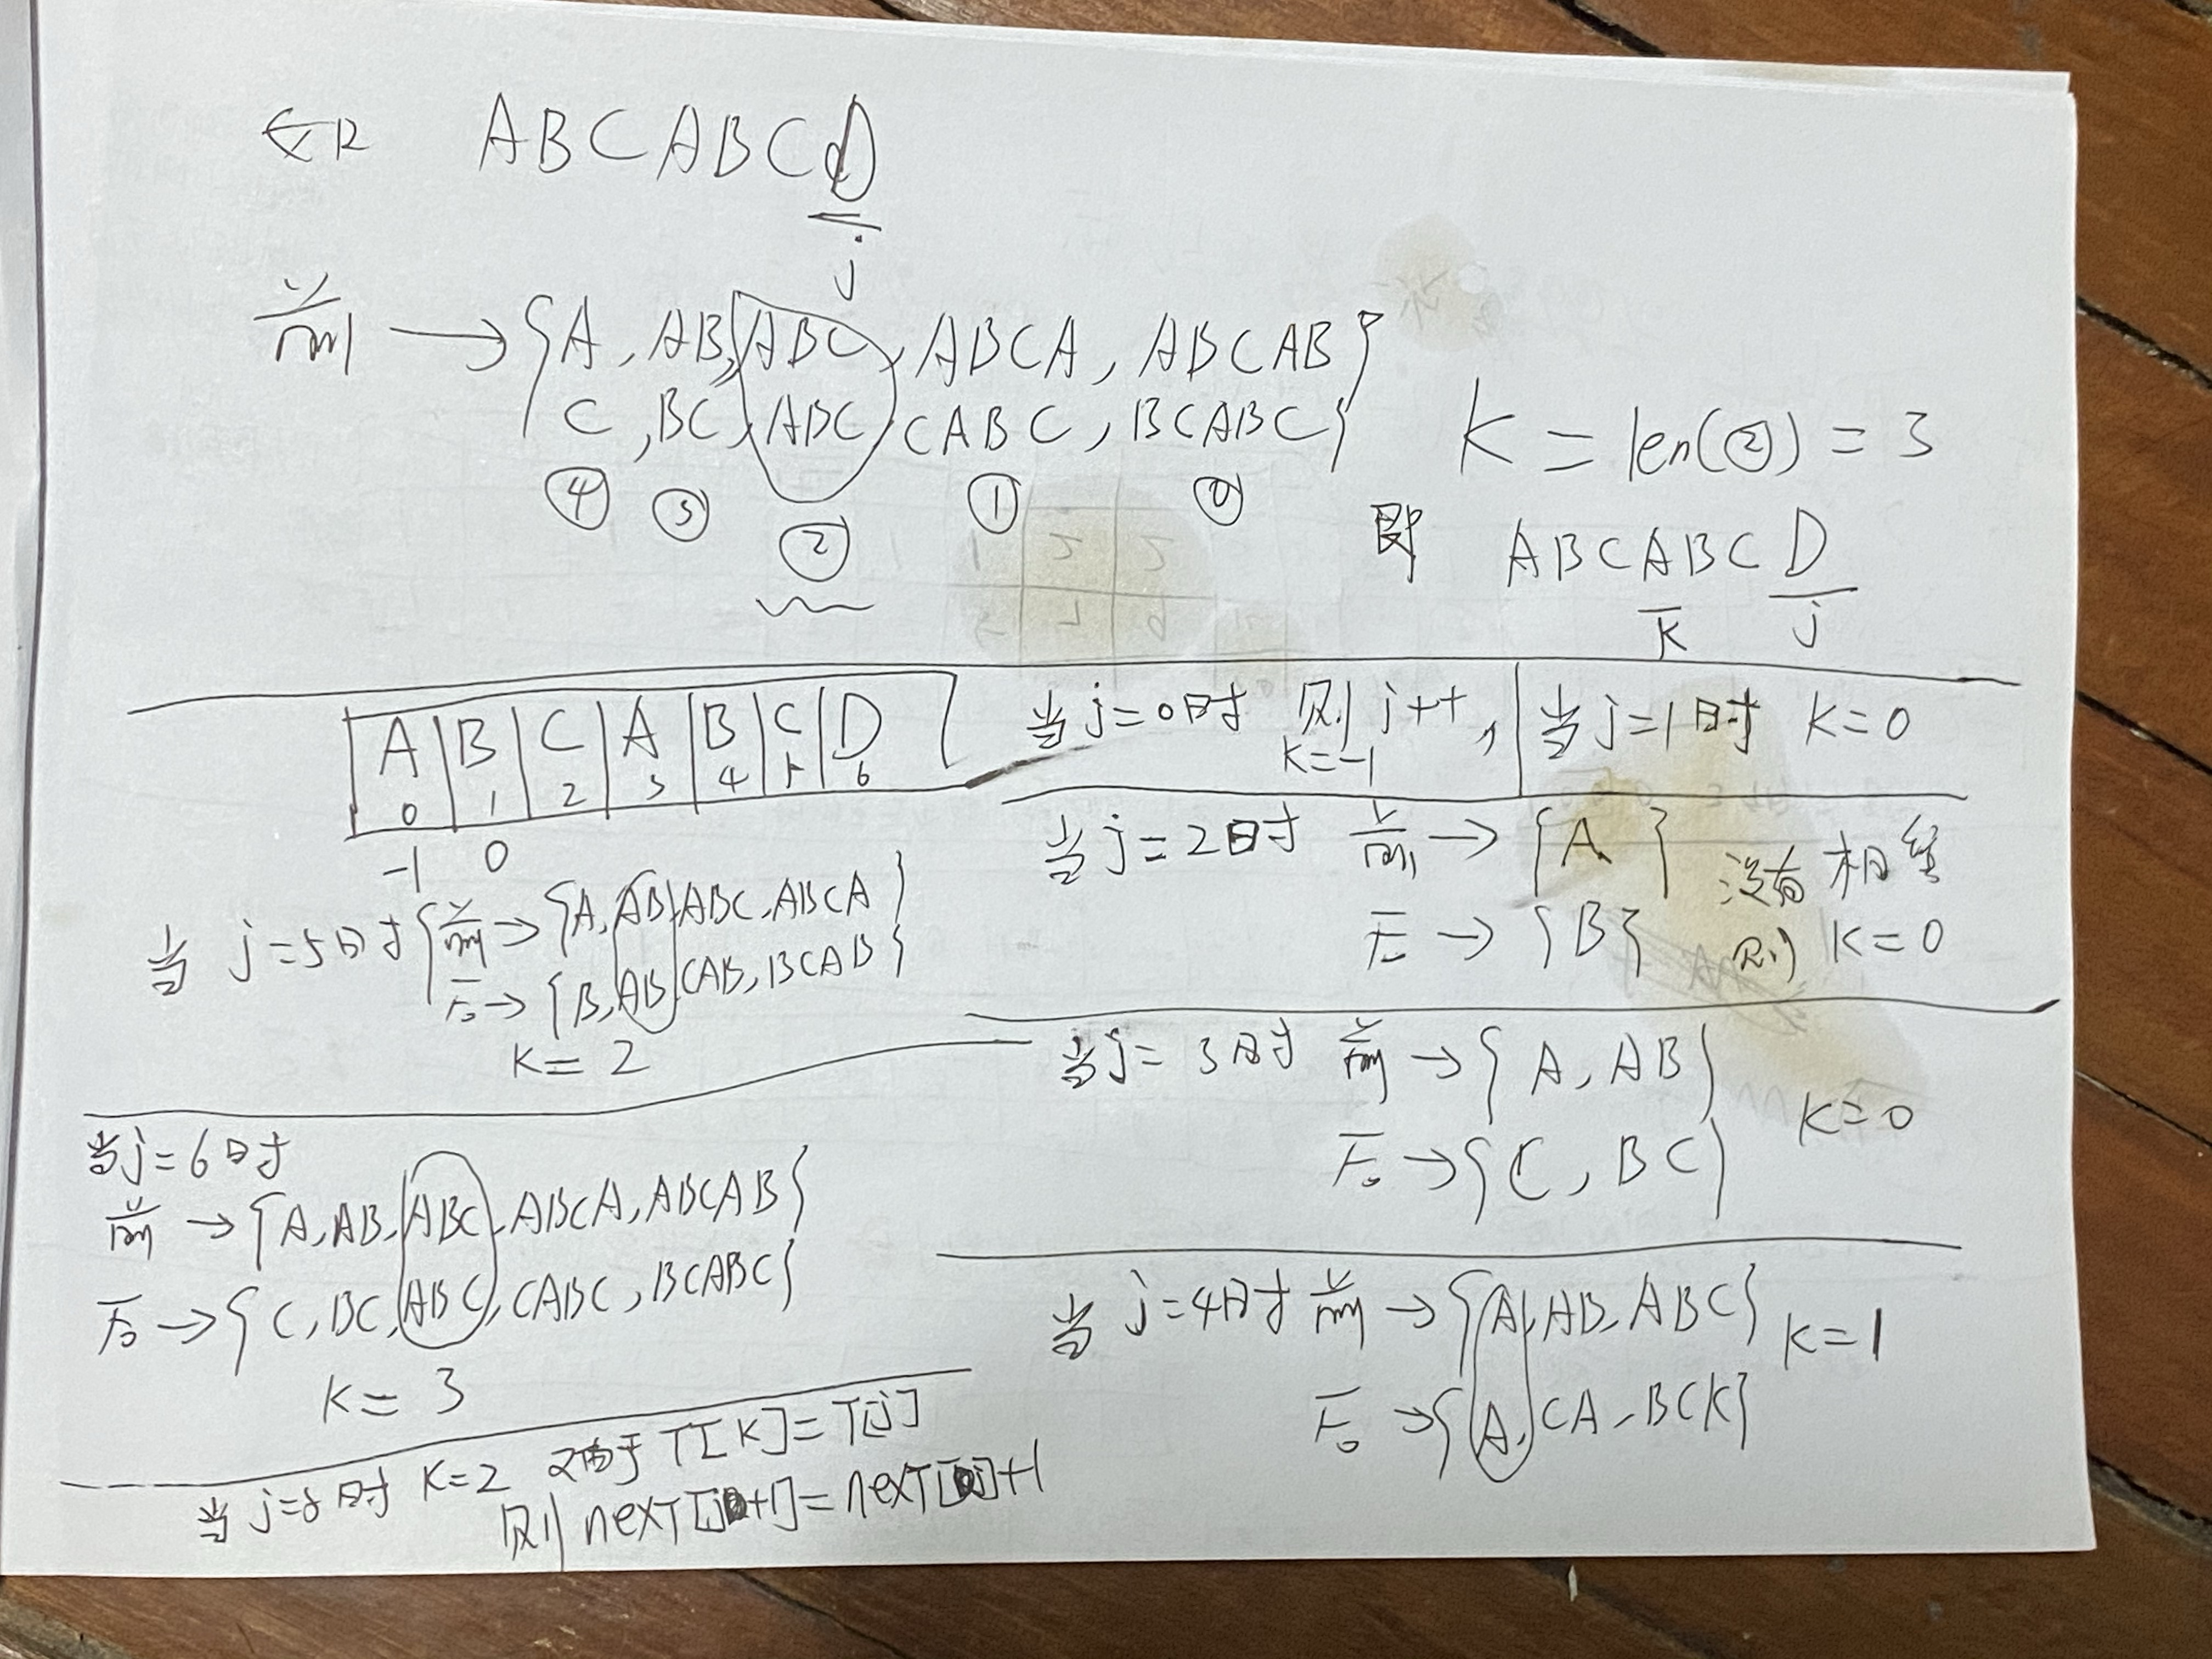 ABCABCD
j
前 → {A, AB, ABC, ABCA, ABCAB}
{C, BC, ABC, CABC, BCABC}
④ ③ ② ① ⓪
K = len(②) = 3
即 ABCABCD
K j
A B C A B C D
0 1 2 3 4 5 6
-1 0
当 j=0时 则 j++,
K=-1
当 j=1时 K=0
当 j=2时 前 → {A}
后 → {B}
没有相等
则 K=0
当 j=3时 前 → {A, AB}
后 → {C, BC}
K=0
当 j=4时 前 → {A, AB, ABC}
后 → {A, CA, BCA}
K=1
当 j=5时 前 → {A, AB, ABC, ABCA}
后 → {B, AB, CAB, BCAB}
K=2
当 j=6时
前 → {A, AB, ABC, ABCA, ABCAB}
后 → {C, BC, ABC, CABC, BCABC}
K=3
当 j=5时 K=2 由于 T[K]=T[j]
则 next[j+1]=next[j]+1